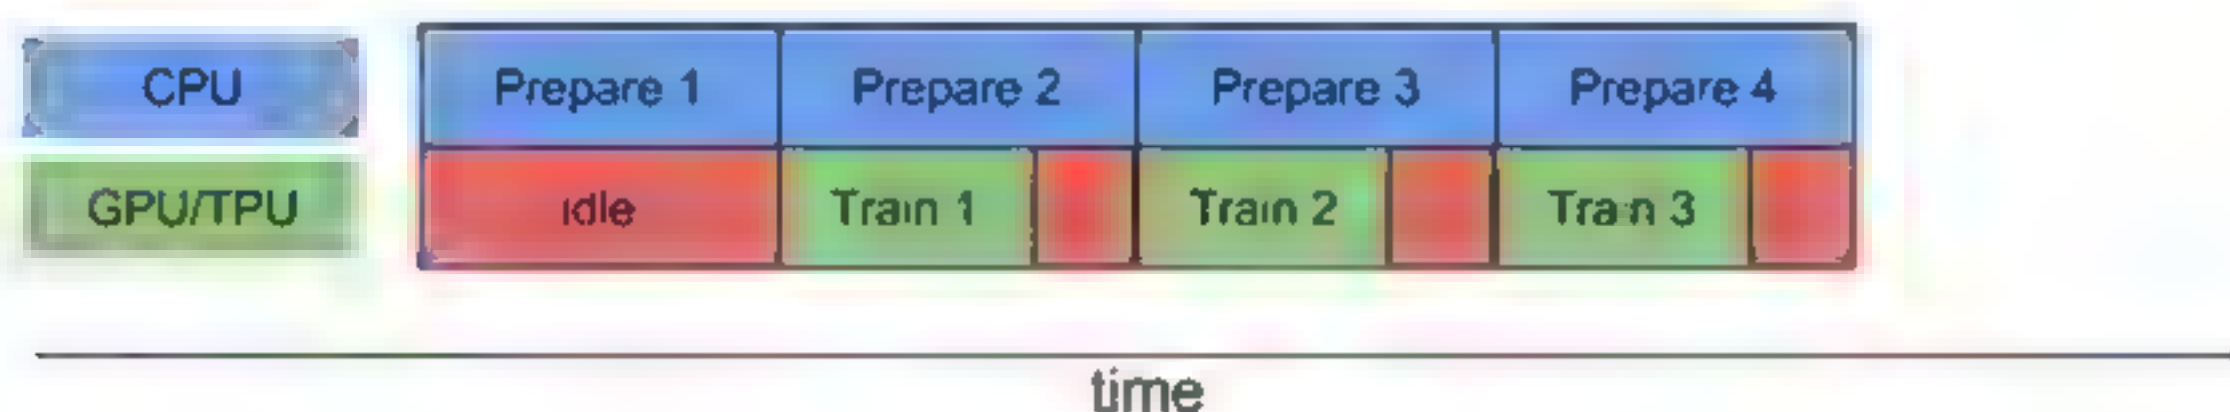 CPU Prepare 1 Prepare 2 Prepare 3 Prepare 4
GPU/TPU idle Train 1 Train 2 Train 3
time